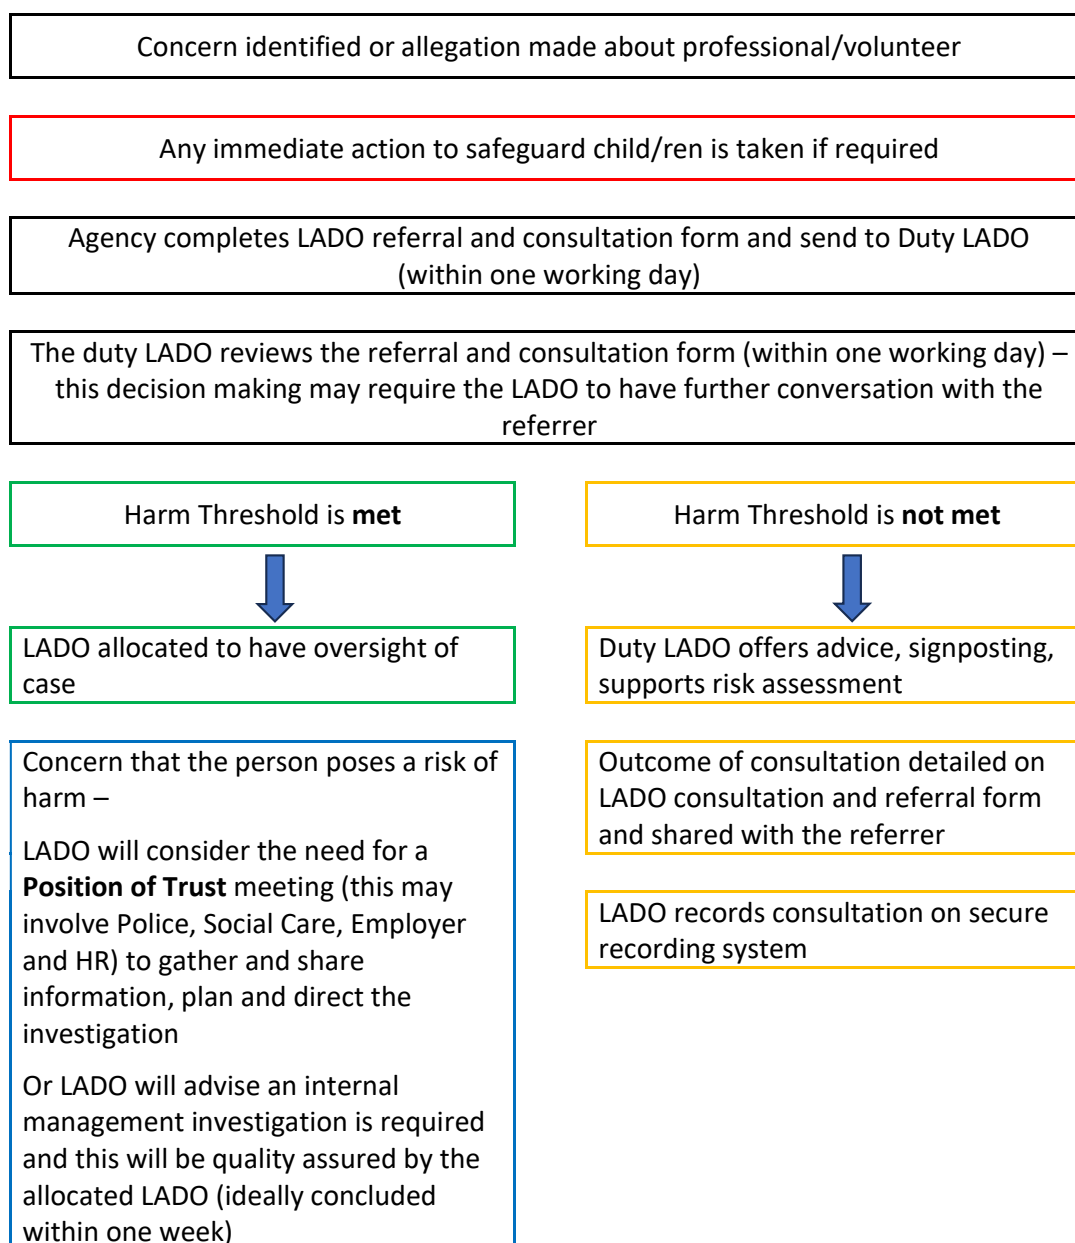 Concern identified or allegation made about professional/volunteer
Any immediate action to safeguard child/ren is taken if required
Agency completes LADO referral and consultation form and send to Duty LADO
(within one working day)
The duty LADO reviews the referral and consultation form (within one working day) –
this decision making may require the LADO to have further conversation with the
referrer
Harm Threshold is met
LADO allocated to have oversight of
case
Concern that the person poses a risk of
harm –
LADO will consider the need for a
Position of Trust meeting (this may
involve Police, Social Care, Employer
and HR) to gather and share
information, plan and direct the
investigation
Or LADO will advise an internal
management investigation is required
and this will be quality assured by the
allocated LADO (ideally concluded
within one week)
Harm Threshold is not met
Duty LADO offers advice, signposting,
supports risk assessment
Outcome of consultation detailed on
LADO consultation and referral form
and shared with the referrer
LADO records consultation on secure
recording system